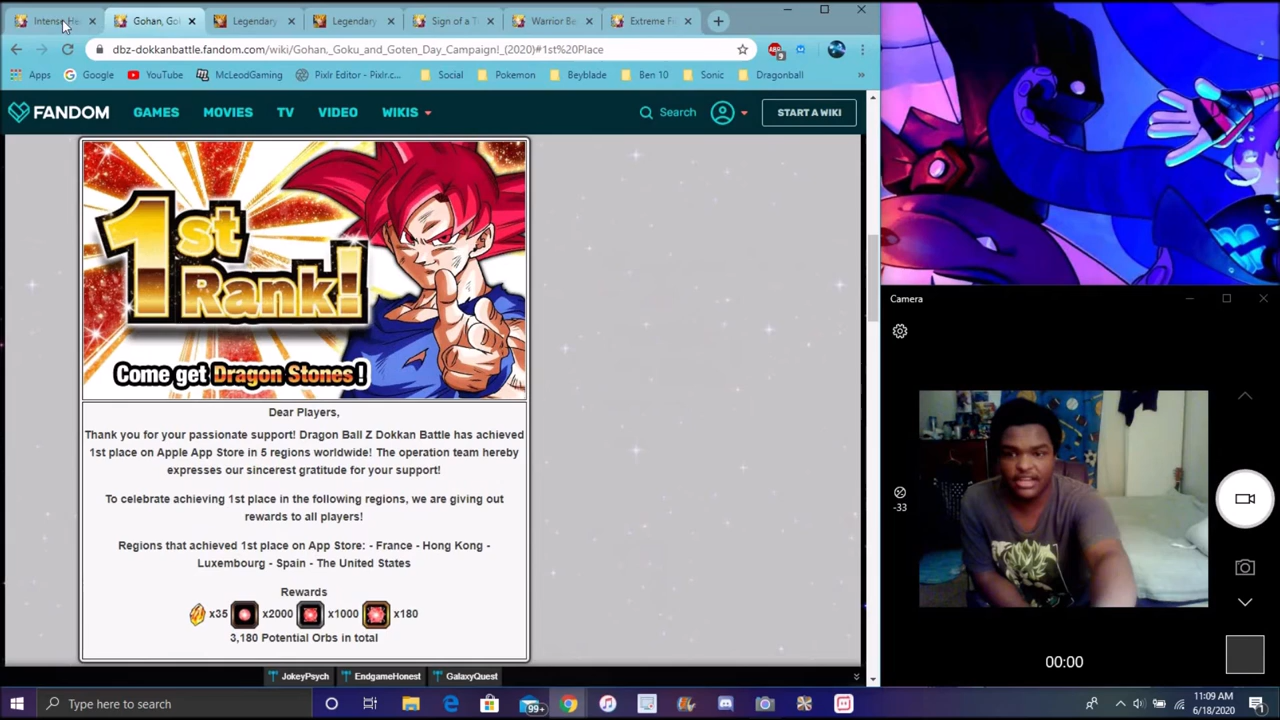 Intense He
Gohan, Go
Legendary
Legendary
Sign of a Tu
Warrior Be
Extreme Fi
dbz-dokkanbattle.fandom.com/wiki/Gohan,_Goku_and_Goten_Day_Campaign!_(2020)#1st%20Place
ABP
9
Apps
Google
YouTube
McLeodGaming
Pixlr Editor - Pixlr.c...
Social
Pokemon
Beyblade
Ben 10
Sonic
Dragonball
»
FANDOM
GAMES
MOVIES
TV
VIDEO
WIKIS
Search
START A WIKI
1st
Rank!
Come get Dragon Stones!
Dear Players,
Thank you for your passionate support! Dragon Ball Z Dokkan Battle has achieved
1st place on Apple App Store in 5 regions worldwide! The operation team hereby
expresses our sincerest gratitude for your support!
To celebrate achieving 1st place in the following regions, we are giving out
rewards to all players!
Regions that achieved 1st place on App Store: - France - Hong Kong -
Luxembourg - Spain - The United States
Rewards
x35 x2000 x1000 x180
3,180 Potential Orbs in total
JokeyPsych
EndgameHonest
GalaxyQuest
Camera
-33
00:00
Type here to search
99+
11:09 AM
6/18/2020
1